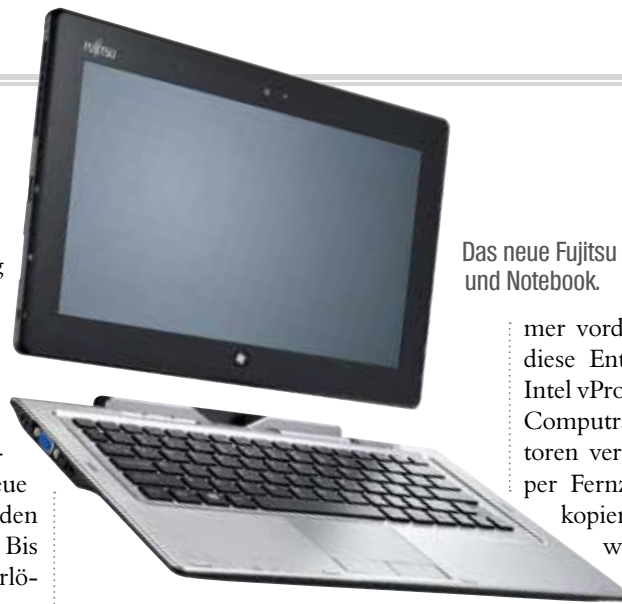 FUJITSU
Das neue Fujitsu
und Notebook.
g
-
eue
den
Bis
rlö-
mer vord
diese Ent
Intel vPro
Computra
toren ver
per Fernz
kopier
w